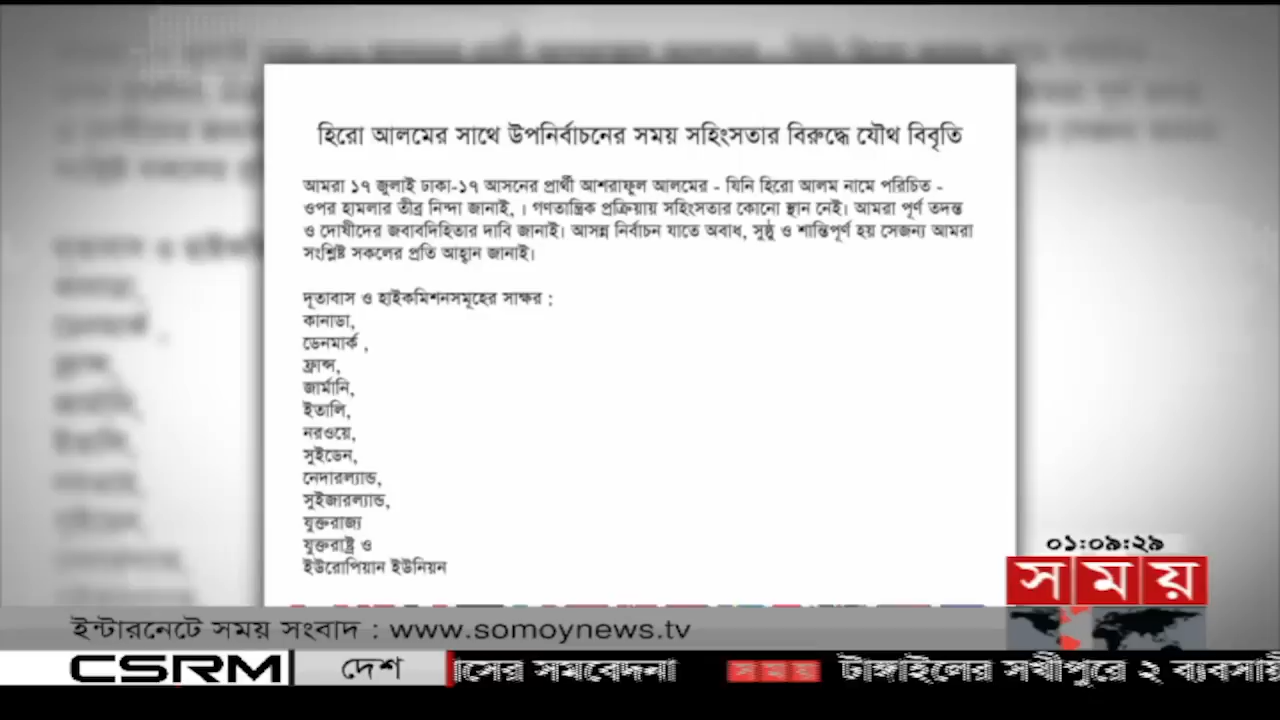 হিরো আলমের সাথে উপনির্বাচনের সময় সহিংসতার বিরুদ্ধে যৌথ বিবৃতি
আমরা ১৭ জুলাই ঢাকা-১৭ আসনের প্রার্থী আশরাফুল আলমের - যিনি হিরো আলম নামে পরিচিত -
ওপর হামলার তীব্র নিন্দা জানাই, । গণতান্ত্রিক প্রক্রিয়ায় সহিংসতার কোনো স্থান নেই। আমরা পূর্ণ তদন্ত
ও দোষীদের জবাবদিহিতার দাবি জানাই। আসন্ন নির্বাচন যাতে অবাধ, সুষ্ঠু ও শান্তিপূর্ণ হয় সেজন্য আমরা
সংশ্লিষ্ট সকলের প্রতি আহ্বান জানাই।
দূতাবাস ও হাইকমিশনসমূহের সাক্ষর :
কানাডা,
ডেনমার্ক ,
ফ্রান্স,
জার্মানি,
ইতালি,
নরওয়ে,
সুইডেন,
নেদারল্যান্ড,
সুইজারল্যান্ড,
যুক্তরাজ্য
যুক্তরাষ্ট্র ও
ইউরোপিয়ান ইউনিয়ন
০১:০৯:২৯
সময়
ইন্টারনেটে সময় সংবাদ : www.somoynews.tv
CSRM দেশ াসের সমবেদনা সময় টাঙ্গাইলের সখীপুরে ২ ব্যবসায়ী